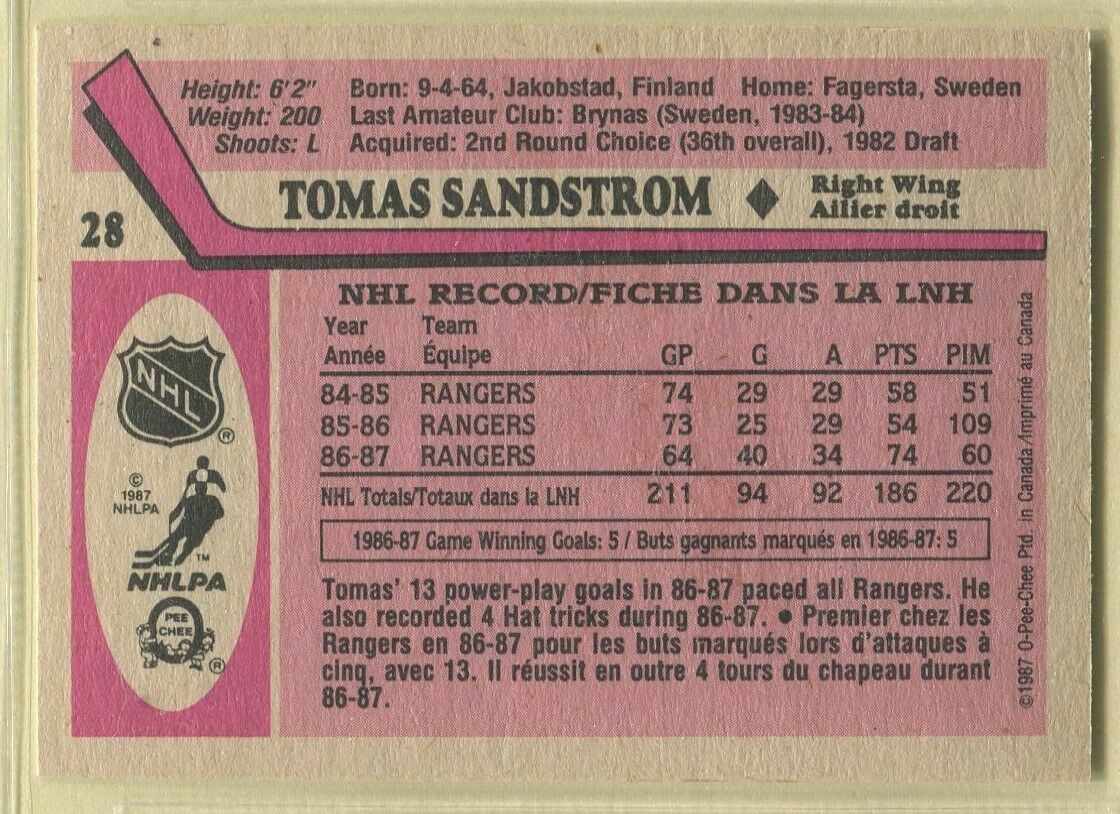 Height: 6'2" Born: 9-4-64, Jakobstad, Finland Home: Fagersta, Sweden
Weight: 200 Last Amateur Club: Brynas (Sweden, 1983-84)
Shoots: L Acquired: 2nd Round Choice (36th overall), 1982 Draft
28
TOMAS SANDSTROM ♦
Right Wing
Ailier droit
NHL RECORD/FICHE DANS LA LNH
Year Team
Année Équipe GP G A PTS PIM
84-85 RANGERS 74 29 29 58 51
85-86 RANGERS 73 25 29 54 109
86-87 RANGERS 64 40 34 74 60
NHL Totals/Totaux dans la LNH 211 94 92 186 220
1986-87 Game Winning Goals: 5 / Buts gagnants marqués en 1986-87: 5
Tomas' 13 power-play goals in 86-87 paced all Rangers. He
also recorded 4 Hat tricks during 86-87. ● Premier chez les
Rangers en 86-87 pour les buts marqués lors d'attaques à
cinq, avec 13. Il réussit en outre 4 tours du chapeau durant
86-87.
NHL
®
©
1987
NHLPA
TM
NHLPA
O
PEE
CHEE
®
©1987 O-Pee-Chee Ptd. in Canada/Imprimé au Canada